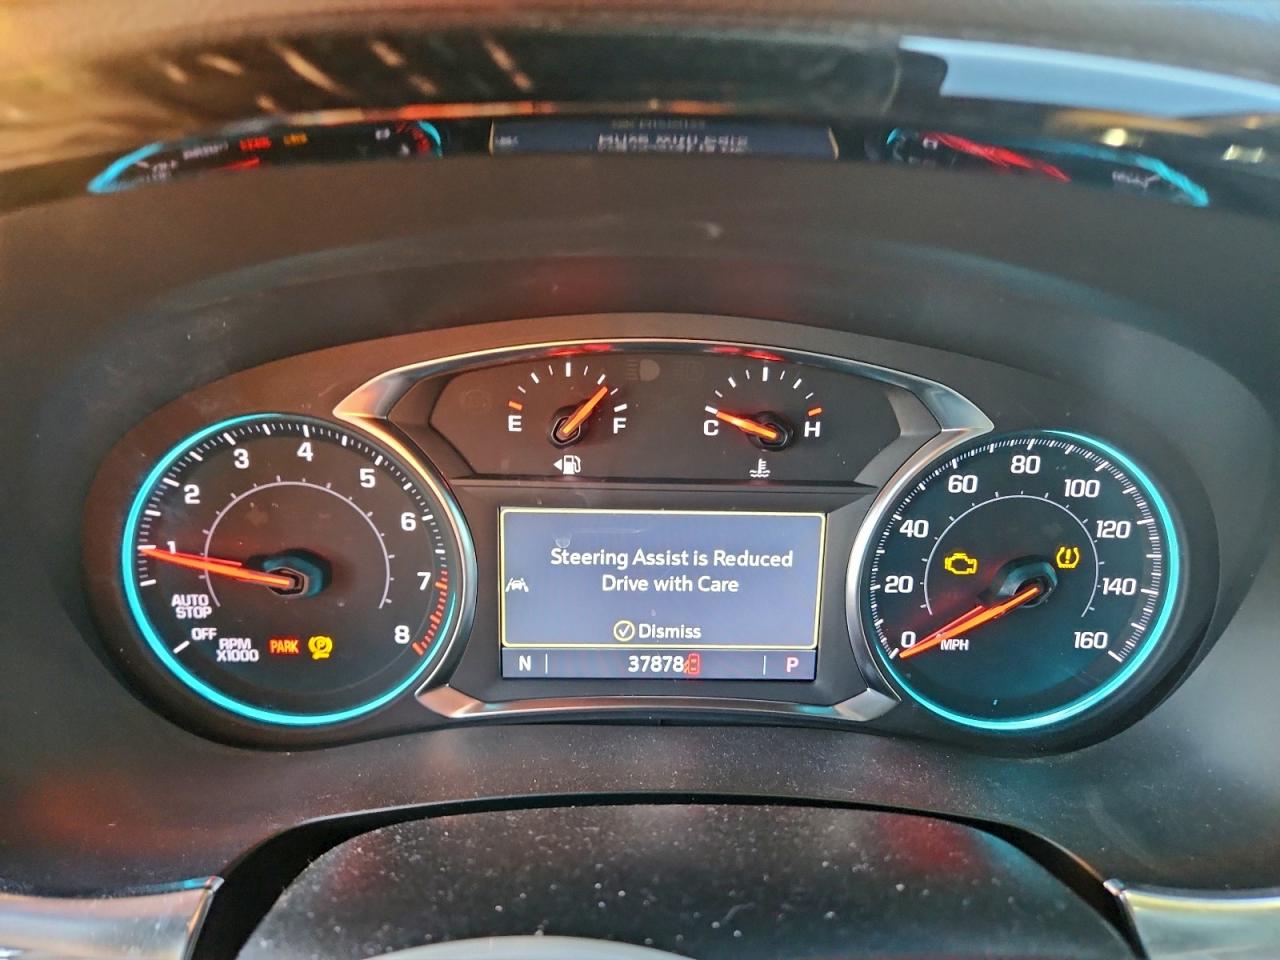 E F
C H
1 2 3 4 5 6 7 8
AUTO
STOP
OFF
RPM
X1000
PARK
Steering Assist is Reduced
Drive with Care
Dismiss
N 37878 P
0 20 40 60 80 100 120 140 160
MPH